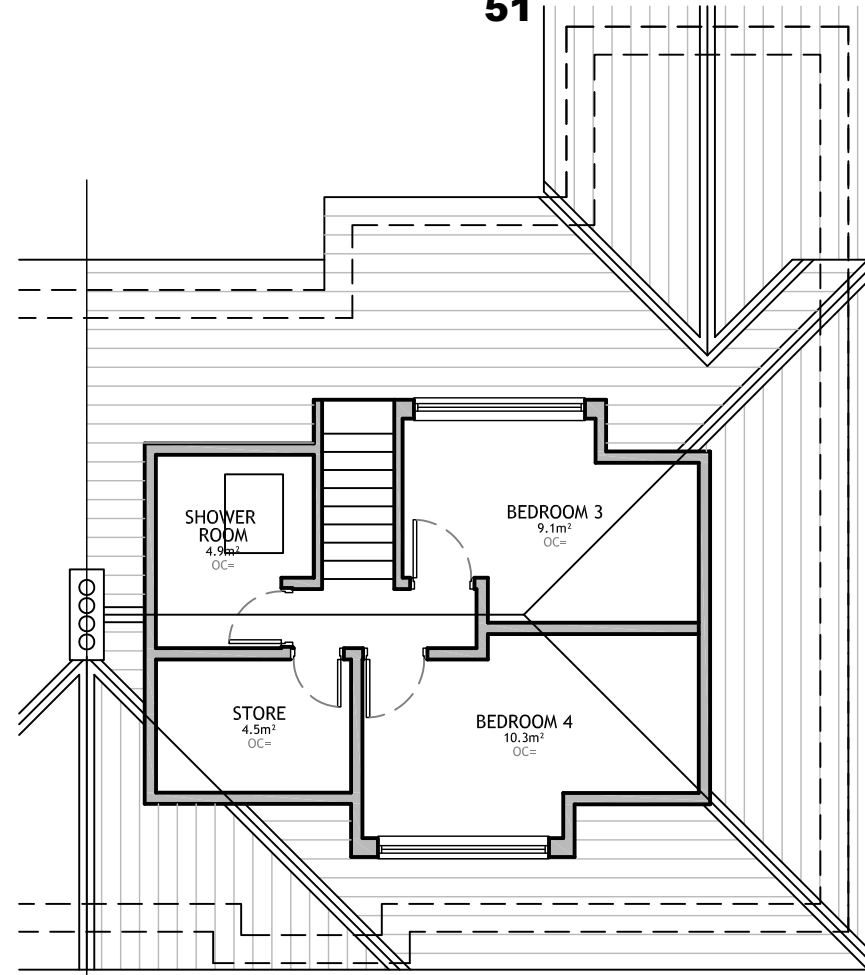 51
SHOWER
ROOM
4.9m²
OC=
BEDROOM 3
9.1m²
OC=
STORE
4.5m²
OC=
BEDROOM 4
10.3m²
OC=